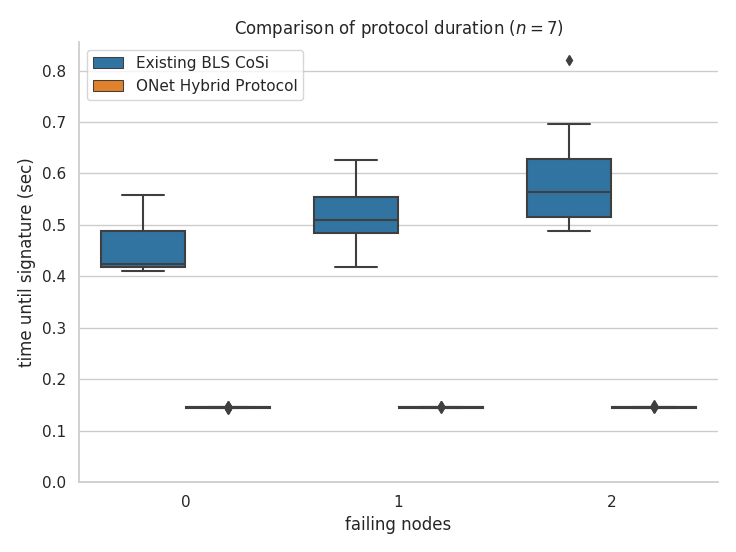 Comparison of protocol duration (n = 7)
Existing BLS CoSi
ONet Hybrid Protocol
time until signature (sec)
0.8
0.7
0.6
0.5
0.4
0.3
0.2
0.1
0.0
0 1 2
failing nodes